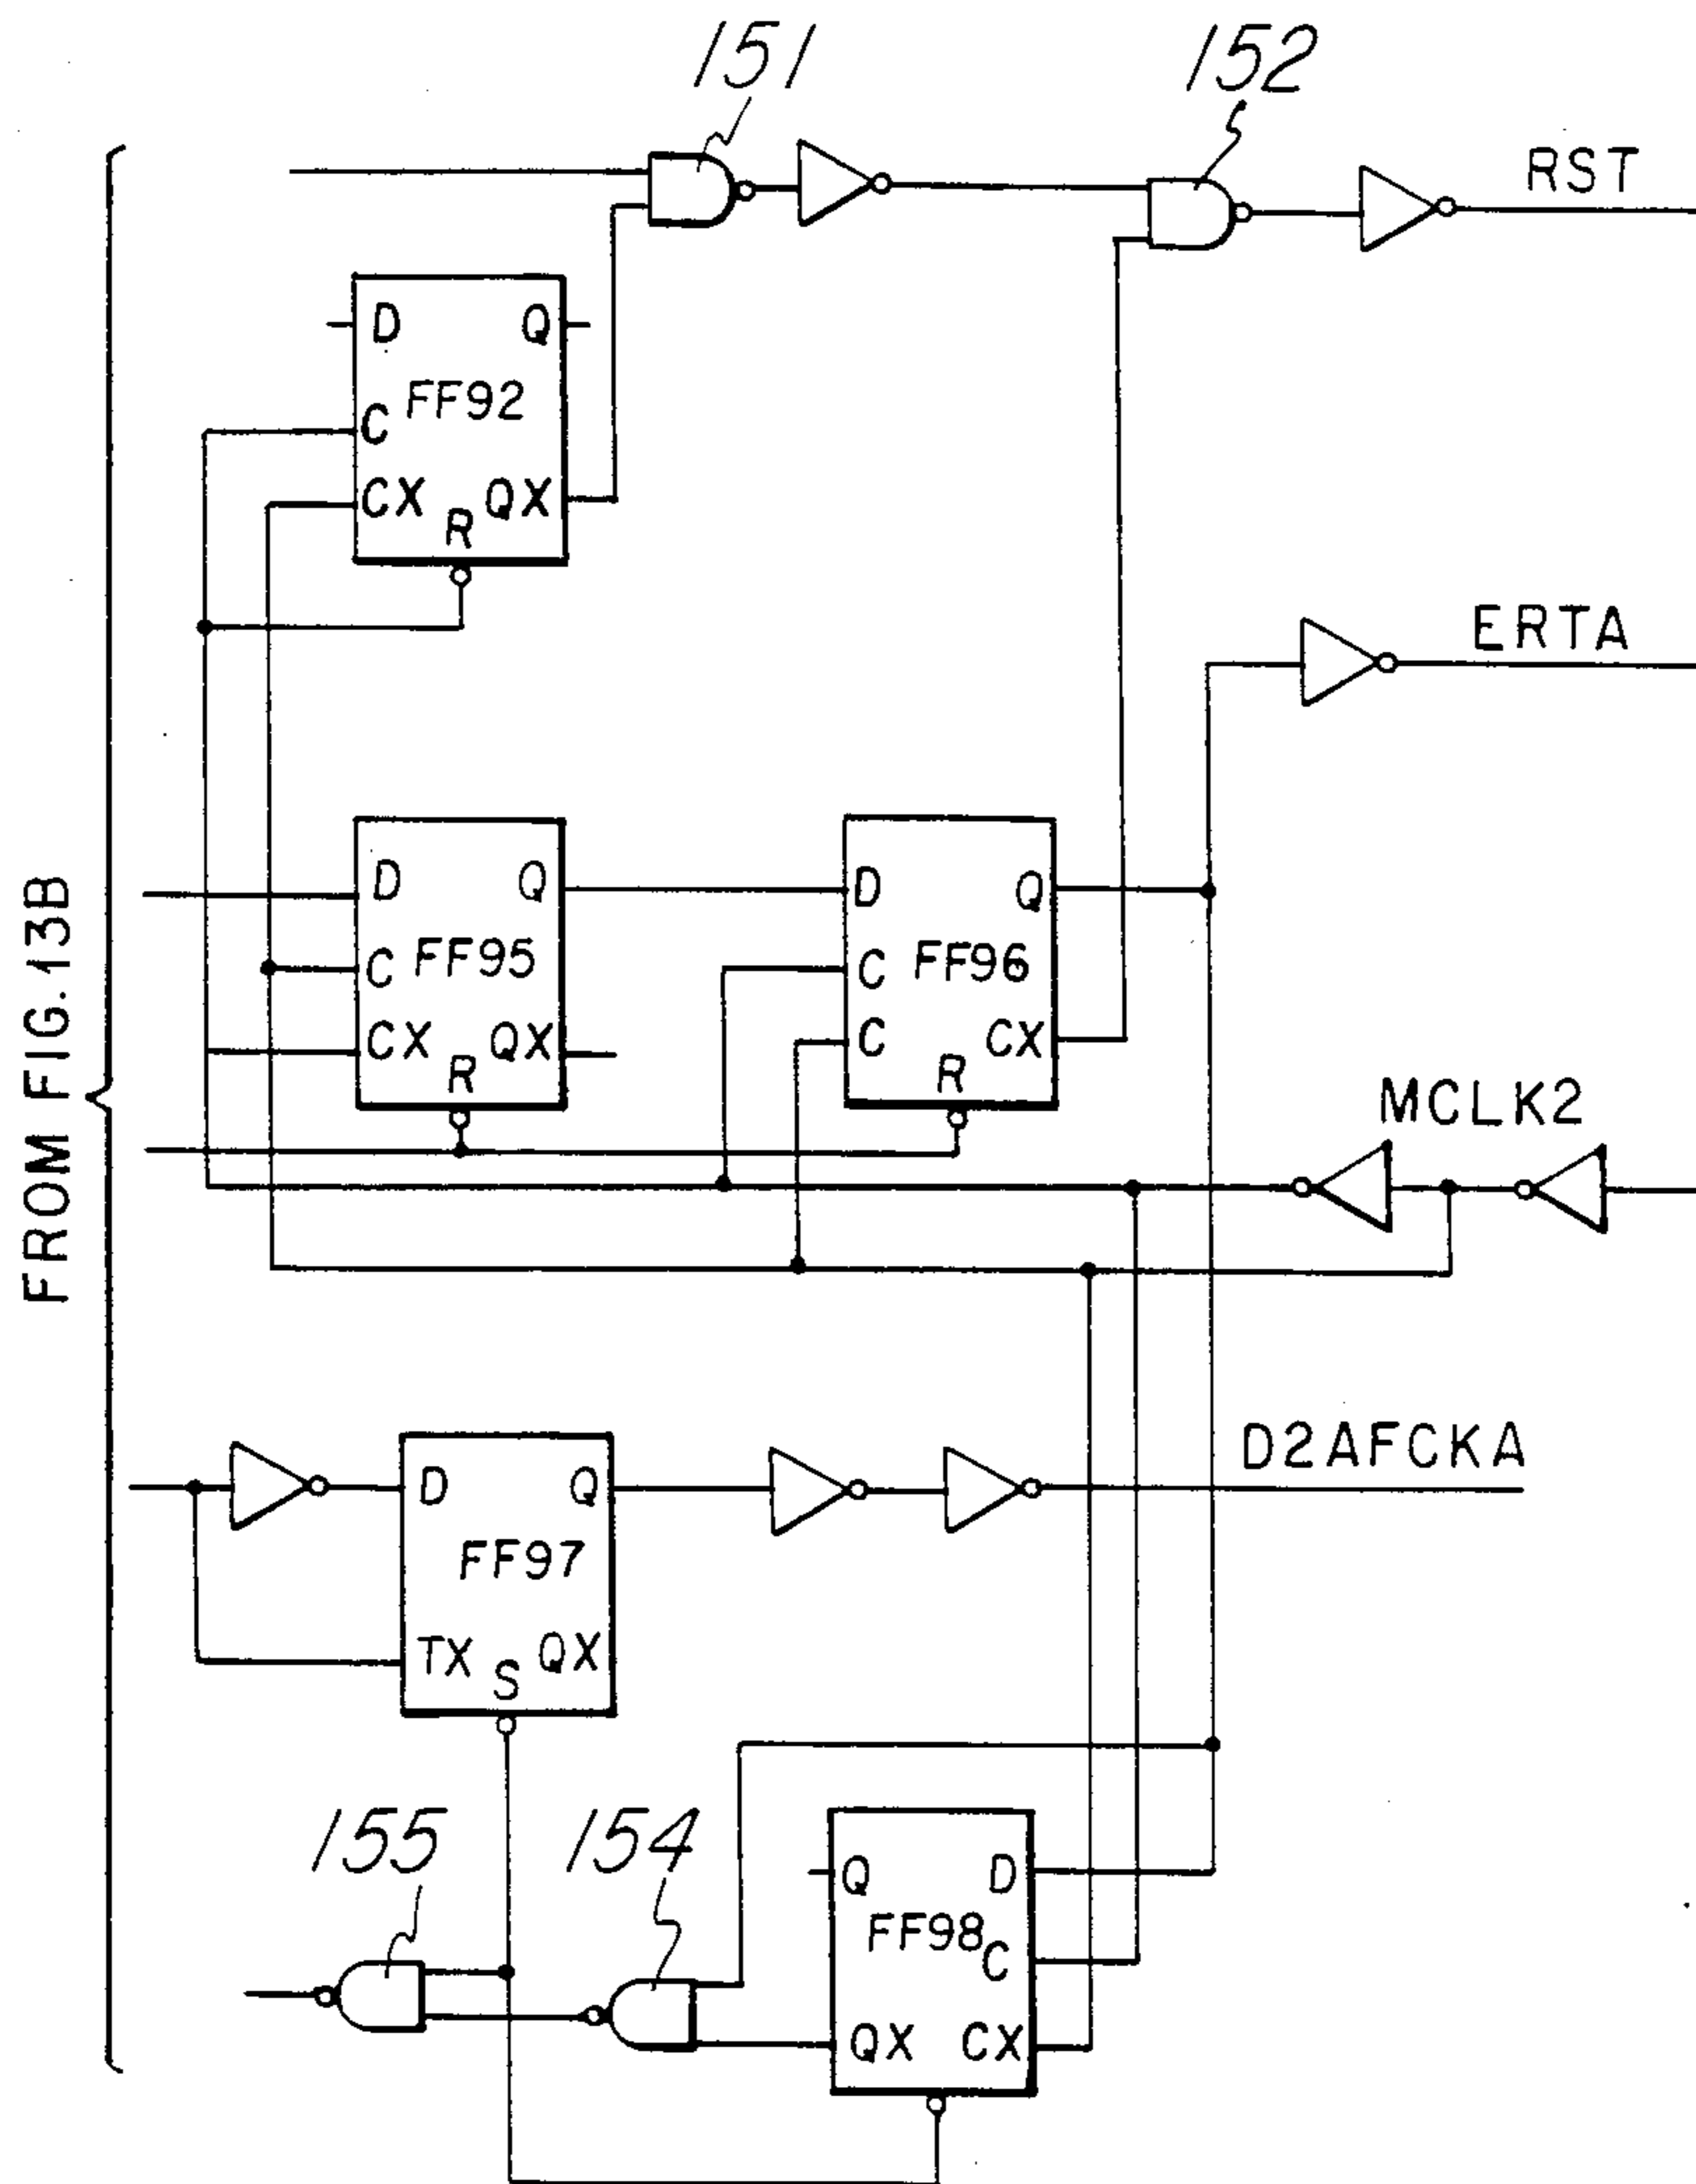 151
152
RST
D Q
FF92
C
CX QX
R
ERTA
D Q
FF95
C
CX QX
R
D Q
FF96
C
C CX
R
FROM FIG.13B
MCLK2
D2AFCKA
D Q
FF97
TX S QX
155
154
Q D
FF98
C
QX CX